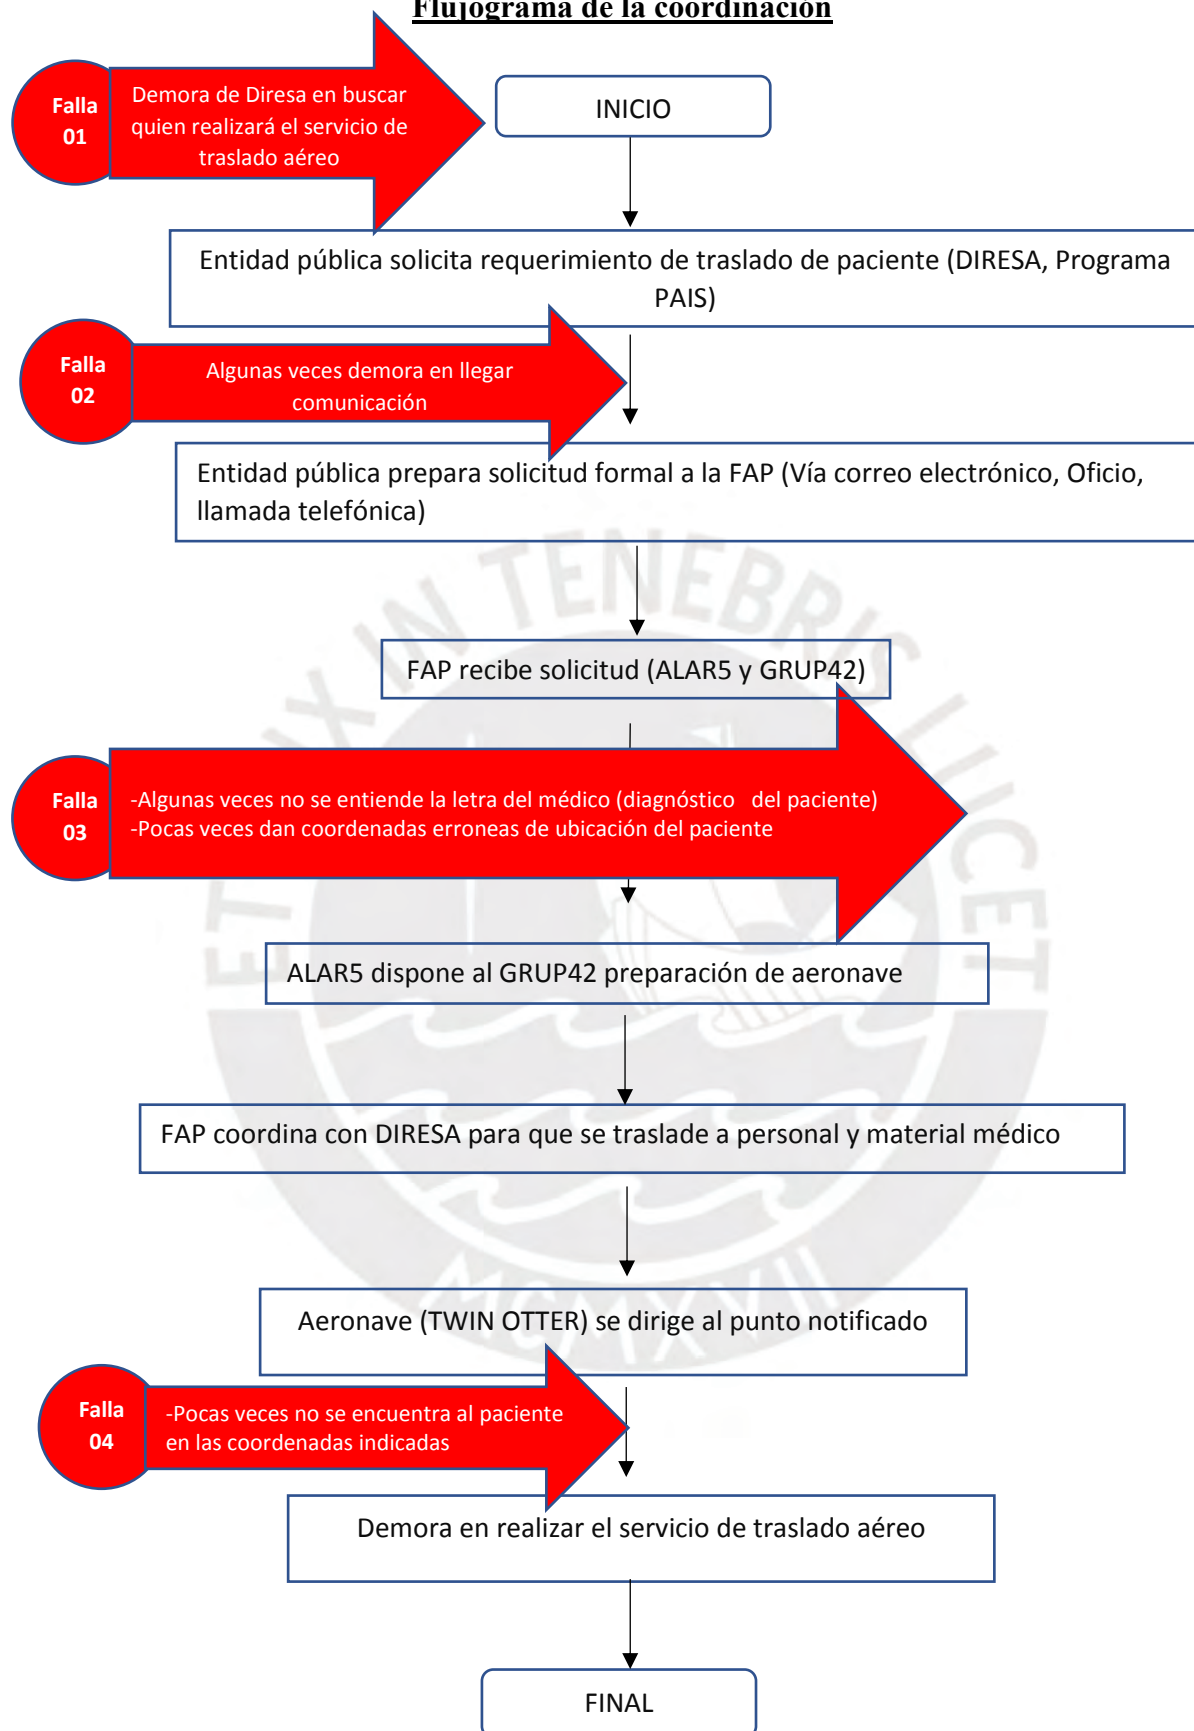 Flujograma de la coordinación
Falla
01
Demora de Diresa en buscar
quien realizará el servicio de
traslado aéreo
INICIO
Entidad pública solicita requerimiento de traslado de paciente (DIRESA, Programa
PAIS)
Falla
02
Algunas veces demora en llegar
comunicación
Entidad pública prepara solicitud formal a la FAP (Vía correo electrónico, Oficio,
llamada telefónica)
FAP recibe solicitud (ALAR5 y GRUP42)
Falla
03
-Algunas veces no se entiende la letra del médico (diagnóstico del paciente)
-Pocas veces dan coordenadas erroneas de ubicación del paciente
ALAR5 dispone al GRUP42 preparación de aeronave
FAP coordina con DIRESA para que se traslade a personal y material médico
Aeronave (TWIN OTTER) se dirige al punto notificado
Falla
04
-Pocas veces no se encuentra al paciente
en las coordenadas indicadas
Demora en realizar el servicio de traslado aéreo
FINAL
ET LUX IN TENEBRIS LUCET
MCMXVII